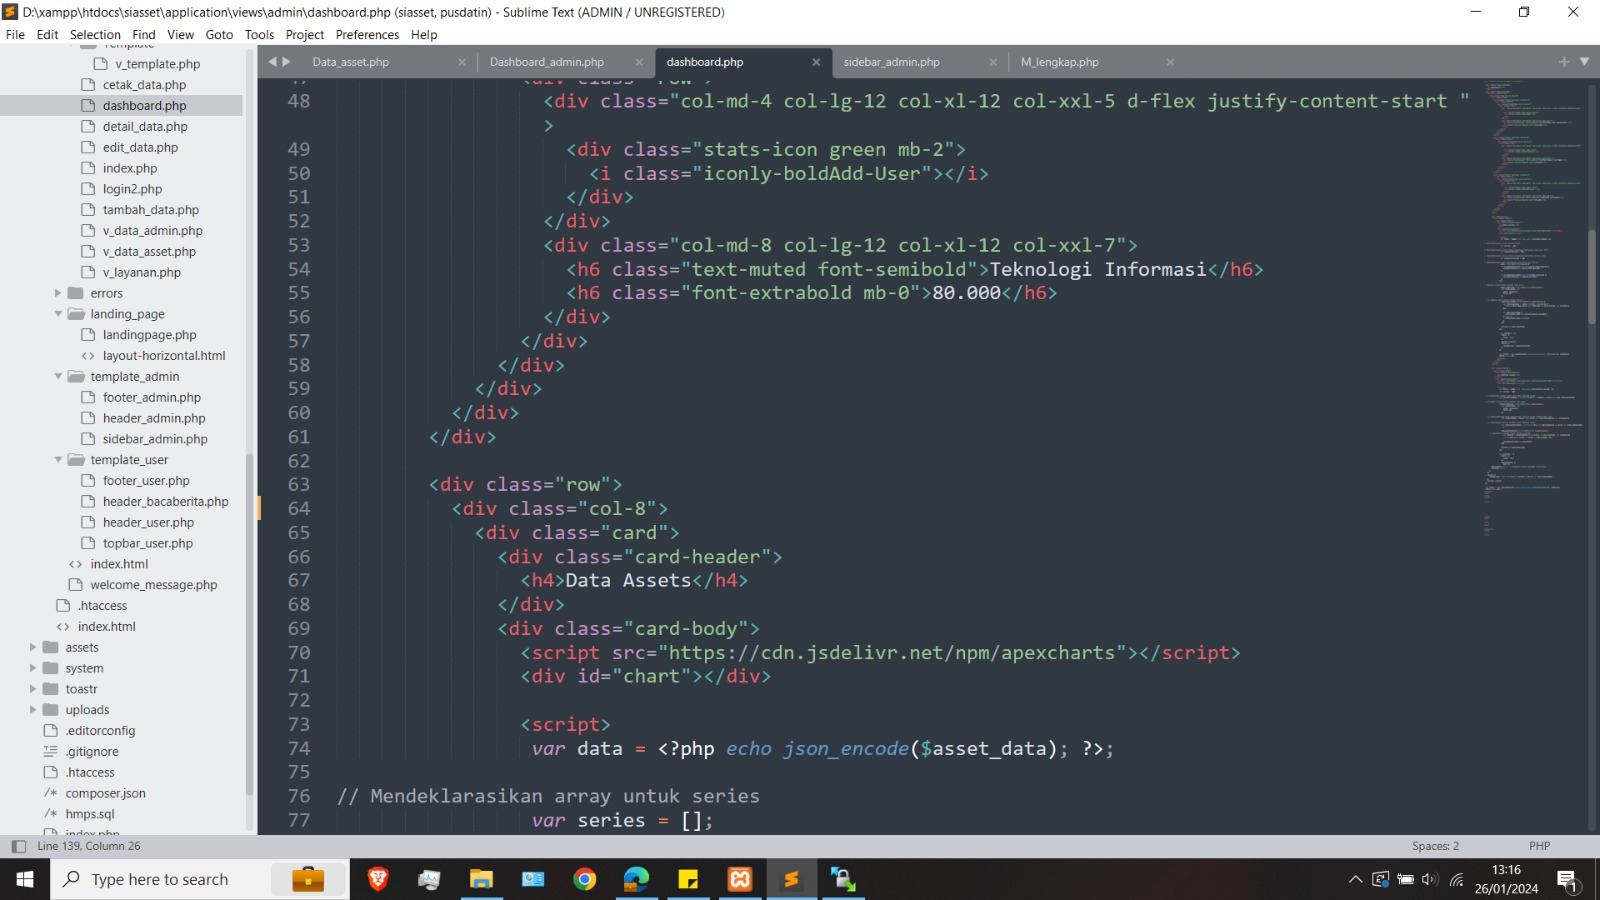 D:\xampp\htdocs\siasset\application\views\admin\dashboard.php (siasset, pusdatin) - Sublime Text (ADMIN / UNREGISTERED)
File Edit Selection Find View Goto Tools Project Preferences Help
v_template.php
cetak_data.php
dashboard.php
detail_data.php
edit_data.php
index.php
login2.php
tambah_data.php
v_data_admin.php
v_data_asset.php
v_layanan.php
errors
landing_page
landingpage.php
<> layout-horizontal.html
template_admin
footer_admin.php
header_admin.php
sidebar_admin.php
template_user
footer_user.php
header_bacaberita.php
header_user.php
topbar_user.php
<> index.html
welcome_message.php
.htaccess
<> index.html
assets
system
toastr
uploads
.editorconfig
.gitignore
.htaccess
/* composer.json
/* hmps.sql
index.php
Data_asset.php Dashboard_admin.php dashboard.php sidebar_admin.php M_lengkap.php
47 <div class="row">
48 <div class="col-md-4 col-lg-12 col-xl-12 col-xxl-5 d-flex justify-content-start "
>
49 <div class="stats-icon green mb-2">
50 <i class="iconly-boldAdd-User"></i>
51 </div>
52 </div>
53 <div class="col-md-8 col-lg-12 col-xl-12 col-xxl-7">
54 <h6 class="text-muted font-semibold">Teknologi Informasi</h6>
55 <h6 class="font-extrabold mb-0">80.000</h6>
56 </div>
57 </div>
58 </div>
59 </div>
60 </div>
61 </div>
62
63 <div class="row">
64 <div class="col-8">
65 <div class="card">
66 <div class="card-header">
67 <h4>Data Assets</h4>
68 </div>
69 <div class="card-body">
70 <script src="https://cdn.jsdelivr.net/npm/apexcharts"></script>
71 <div id="chart"></div>
72
73 <script>
74 var data = <?php echo json_encode($asset_data); ?>;
75
76 // Mendeklarasikan array untuk series
77 var series = [];
Line 139, Column 26 Spaces: 2 PHP
Type here to search
13:16
26/01/2024
1